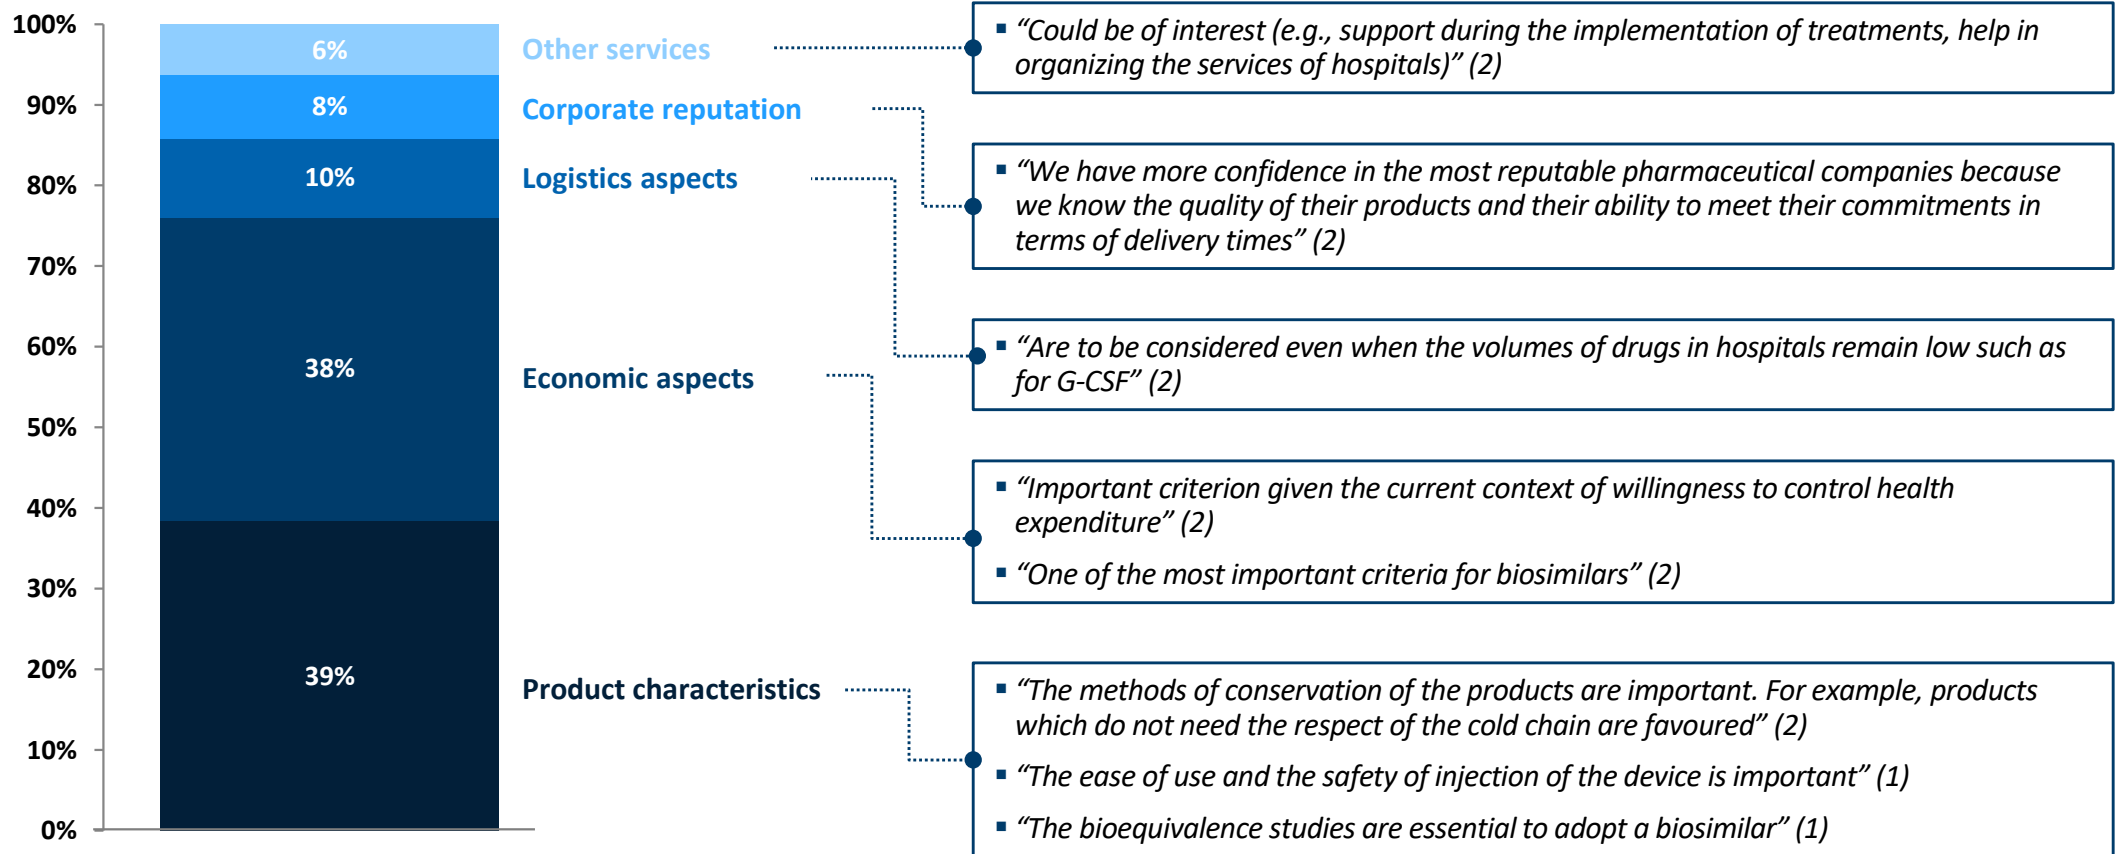 100%
90%
80%
70%
60%
50%
40%
30%
20%
10%
0%
6%
8%
10%
38%
39%
Other services
Corporate reputation
Logistics aspects
Economic aspects
Product characteristics
▪ “Could be of interest (e.g., support during the implementation of treatments, help in
organizing the services of hospitals)” (2)
▪ “We have more confidence in the most reputable pharmaceutical companies because
we know the quality of their products and their ability to meet their commitments in
terms of delivery times” (2)
▪ “Are to be considered even when the volumes of drugs in hospitals remain low such as
for G-CSF” (2)
▪ “Important criterion given the current context of willingness to control health
expenditure” (2)
▪ “One of the most important criteria for biosimilars” (2)
▪ “The methods of conservation of the products are important. For example, products
which do not need the respect of the cold chain are favoured” (2)
▪ “The ease of use and the safety of injection of the device is important” (1)
▪ “The bioequivalence studies are essential to adopt a biosimilar” (1)